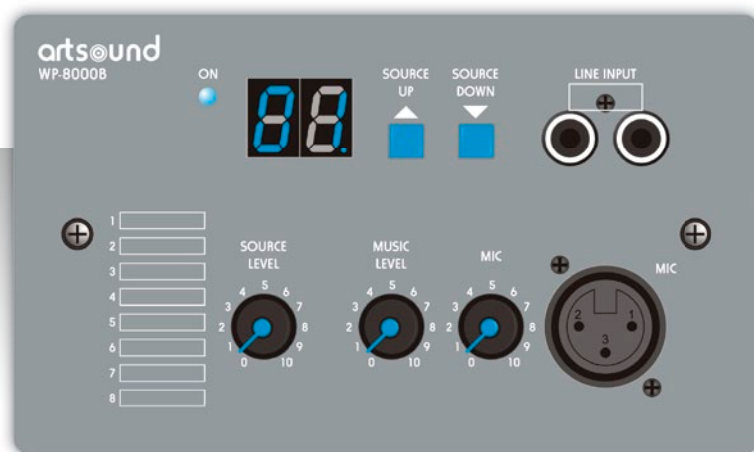 artsound
WP-8000B
ON
01.
SOURCE
UP
SOURCE
DOWN
LINE INPUT
1
2
3
4
5
6
7
8
SOURCE
LEVEL
0 1 2 3 4 5 6 7 8 9 10
MUSIC
LEVEL
0 1 2 3 4 5 6 7 8 9 10
MIC
0 1 2 3 4 5 6 7 8 9 10
MIC
2 1
3